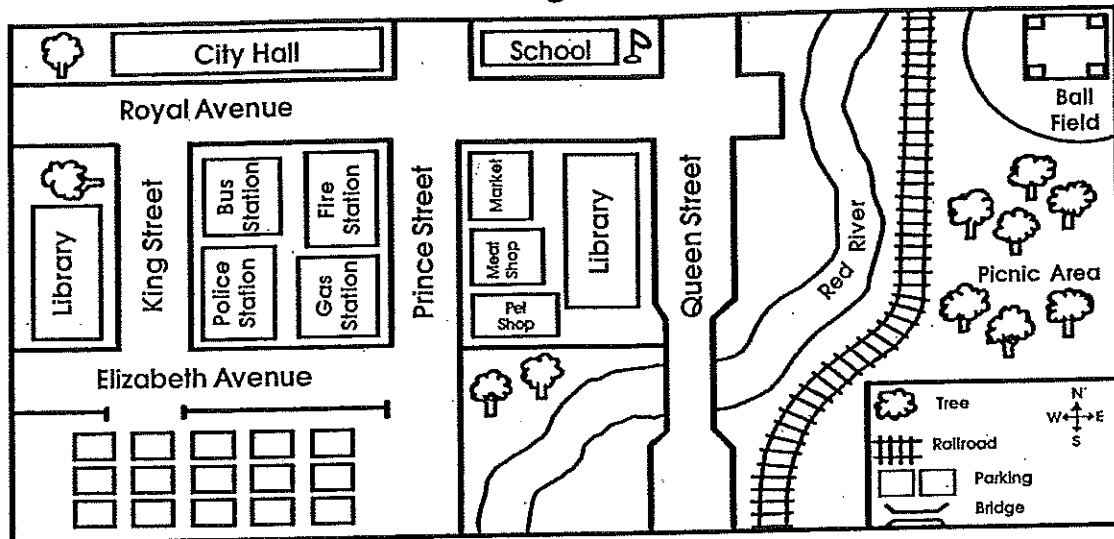 City Hall
School
Royal Avenue
Ball
Field
Library
King Street
Bus
Station
Fire
Station
Police
Station
Gas
Station
Prince Street
Market
Meat
Shop
Pet
Shop
Library
Queen Street
Red River
Picnic Area
Elizabeth Avenue
Tree
N
W E
S
Railroad
Parking
Bridge